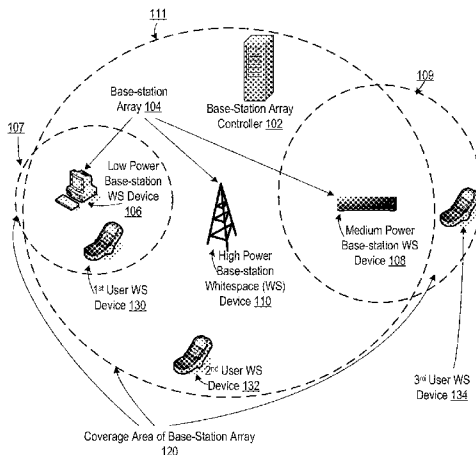 111
Base-station
Array 104
Base-Station Array
Controller 102
109
107
Low Power
Base-station
WS Device
106
High Power
Base-station
Whitespace (WS)
Device 110
Medium Power
Base-station WS
Device 108
1st User WS
Device 130
2nd User WS
Device 132
3rd User WS
Device 134
Coverage Area of Base-Station Array
120